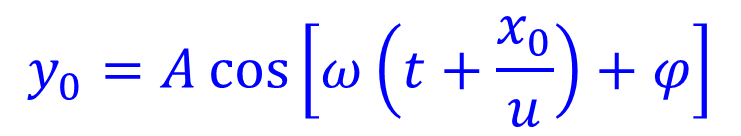 y₀ = A cos[ω(t + x₀/u) + φ]